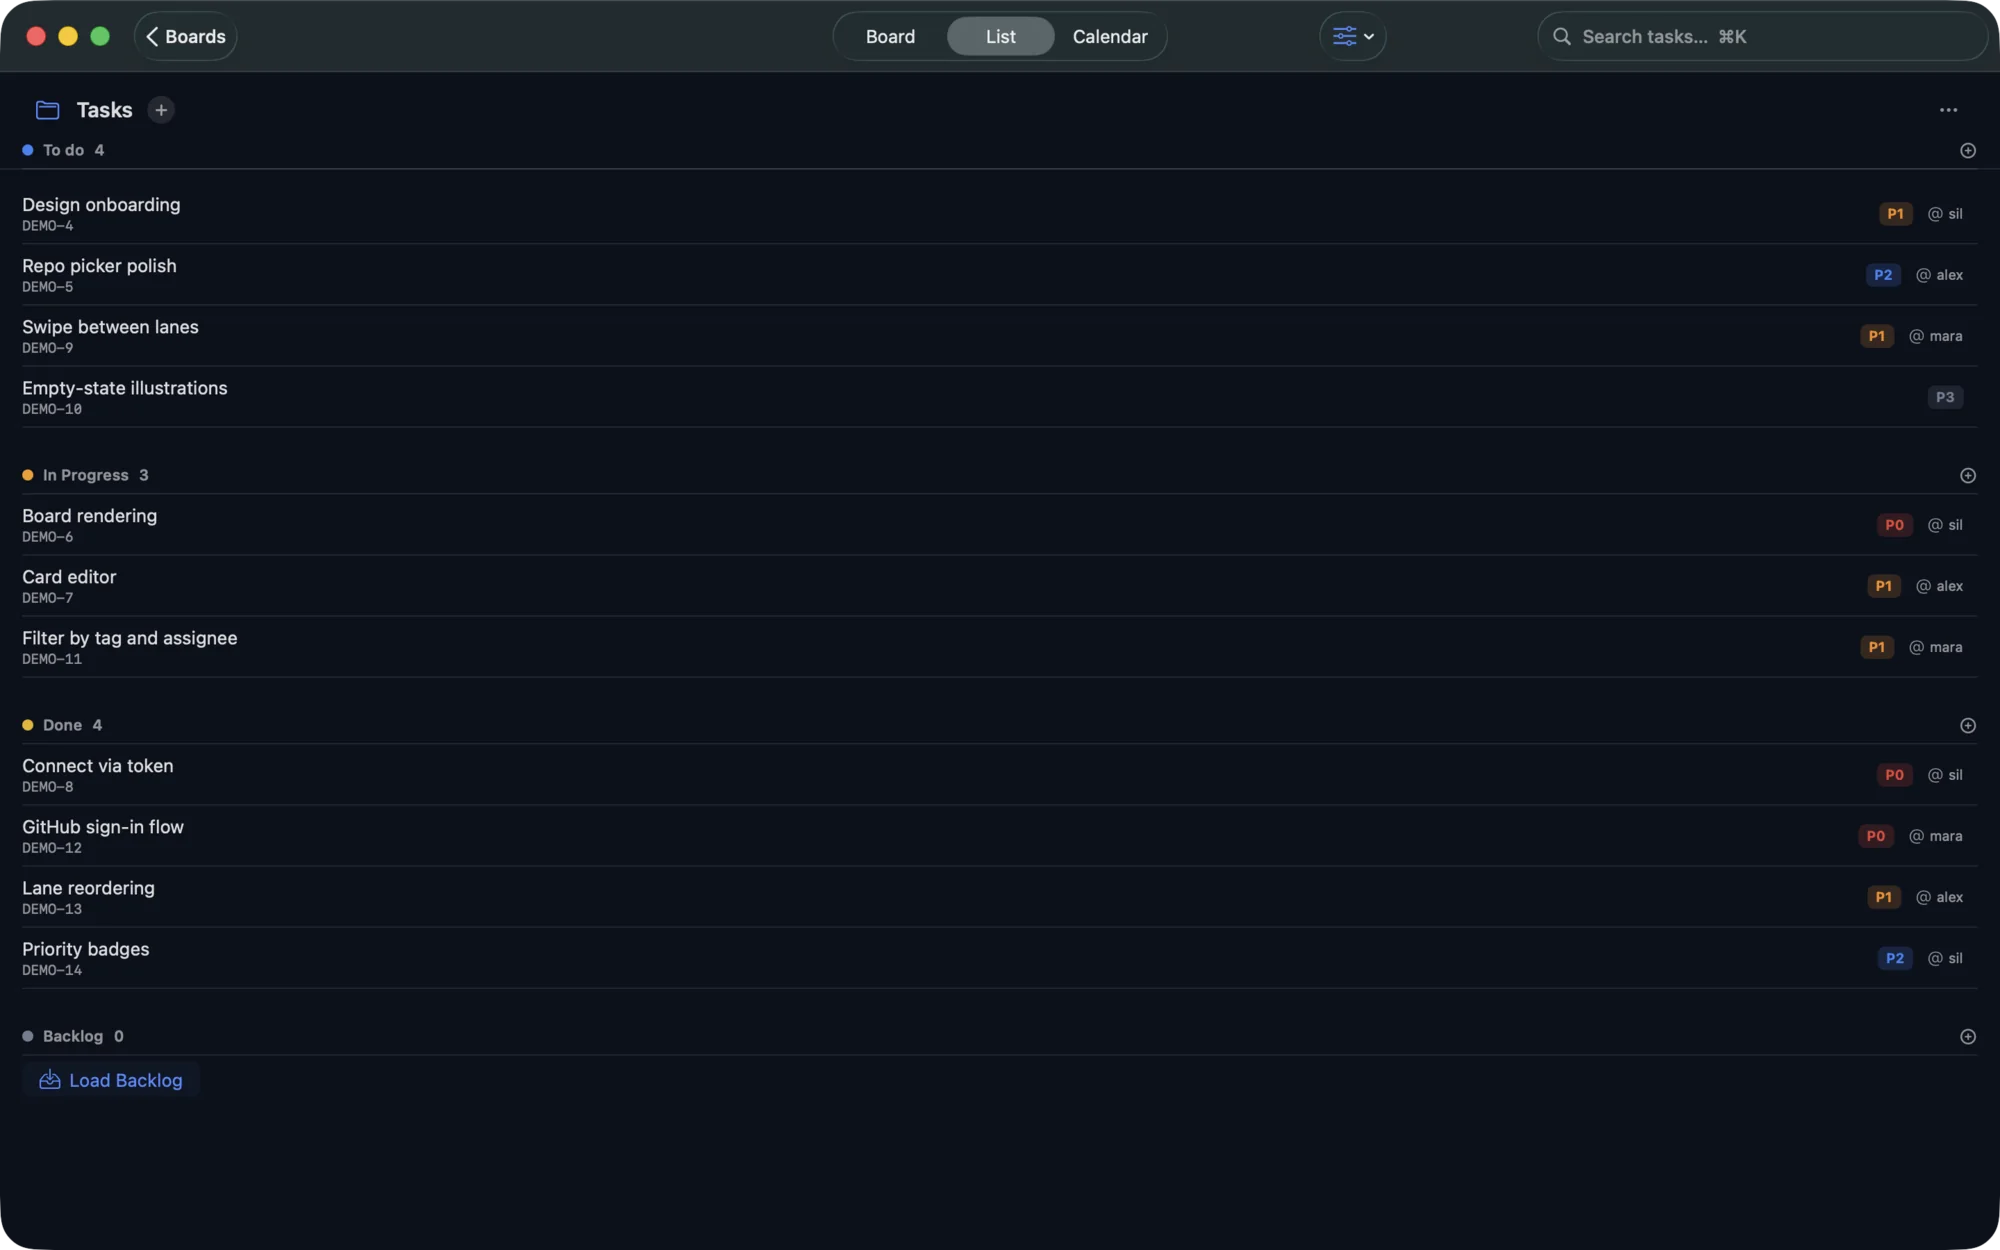 Boards
Board List Calendar
Search tasks... ⌘K
Tasks
To do 4
Design onboarding
DEMO-4
P1 @ sil
Repo picker polish
DEMO-5
P2 @ alex
Swipe between lanes
DEMO-9
P1 @ mara
Empty-state illustrations
DEMO-10
P3
In Progress 3
Board rendering
DEMO-6
P0 @ sil
Card editor
DEMO-7
P1 @ alex
Filter by tag and assignee
DEMO-11
P1 @ mara
Done 4
Connect via token
DEMO-8
P0 @ sil
GitHub sign-in flow
DEMO-12
P0 @ mara
Lane reordering
DEMO-13
P1 @ alex
Priority badges
DEMO-14
P2 @ sil
Backlog 0
Load Backlog